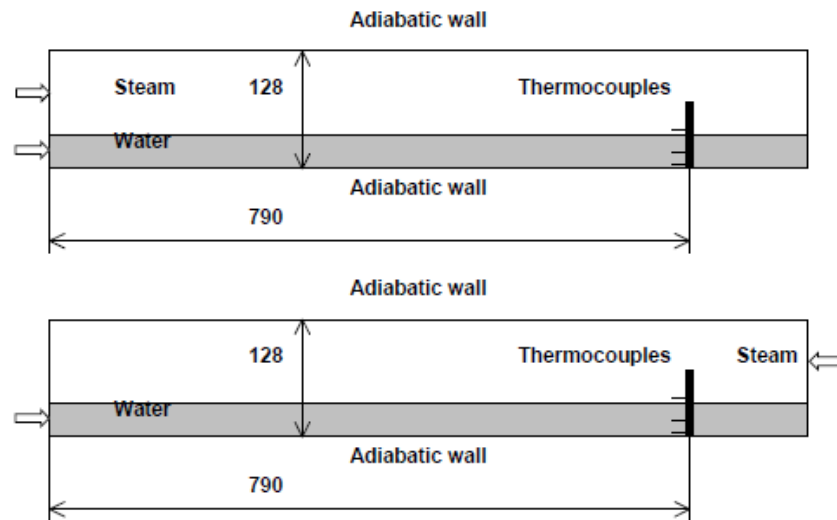 Adiabatic wall
Steam 128 Thermocouples
Water
Adiabatic wall
790
Adiabatic wall
128 Thermocouples Steam
Water
Adiabatic wall
790